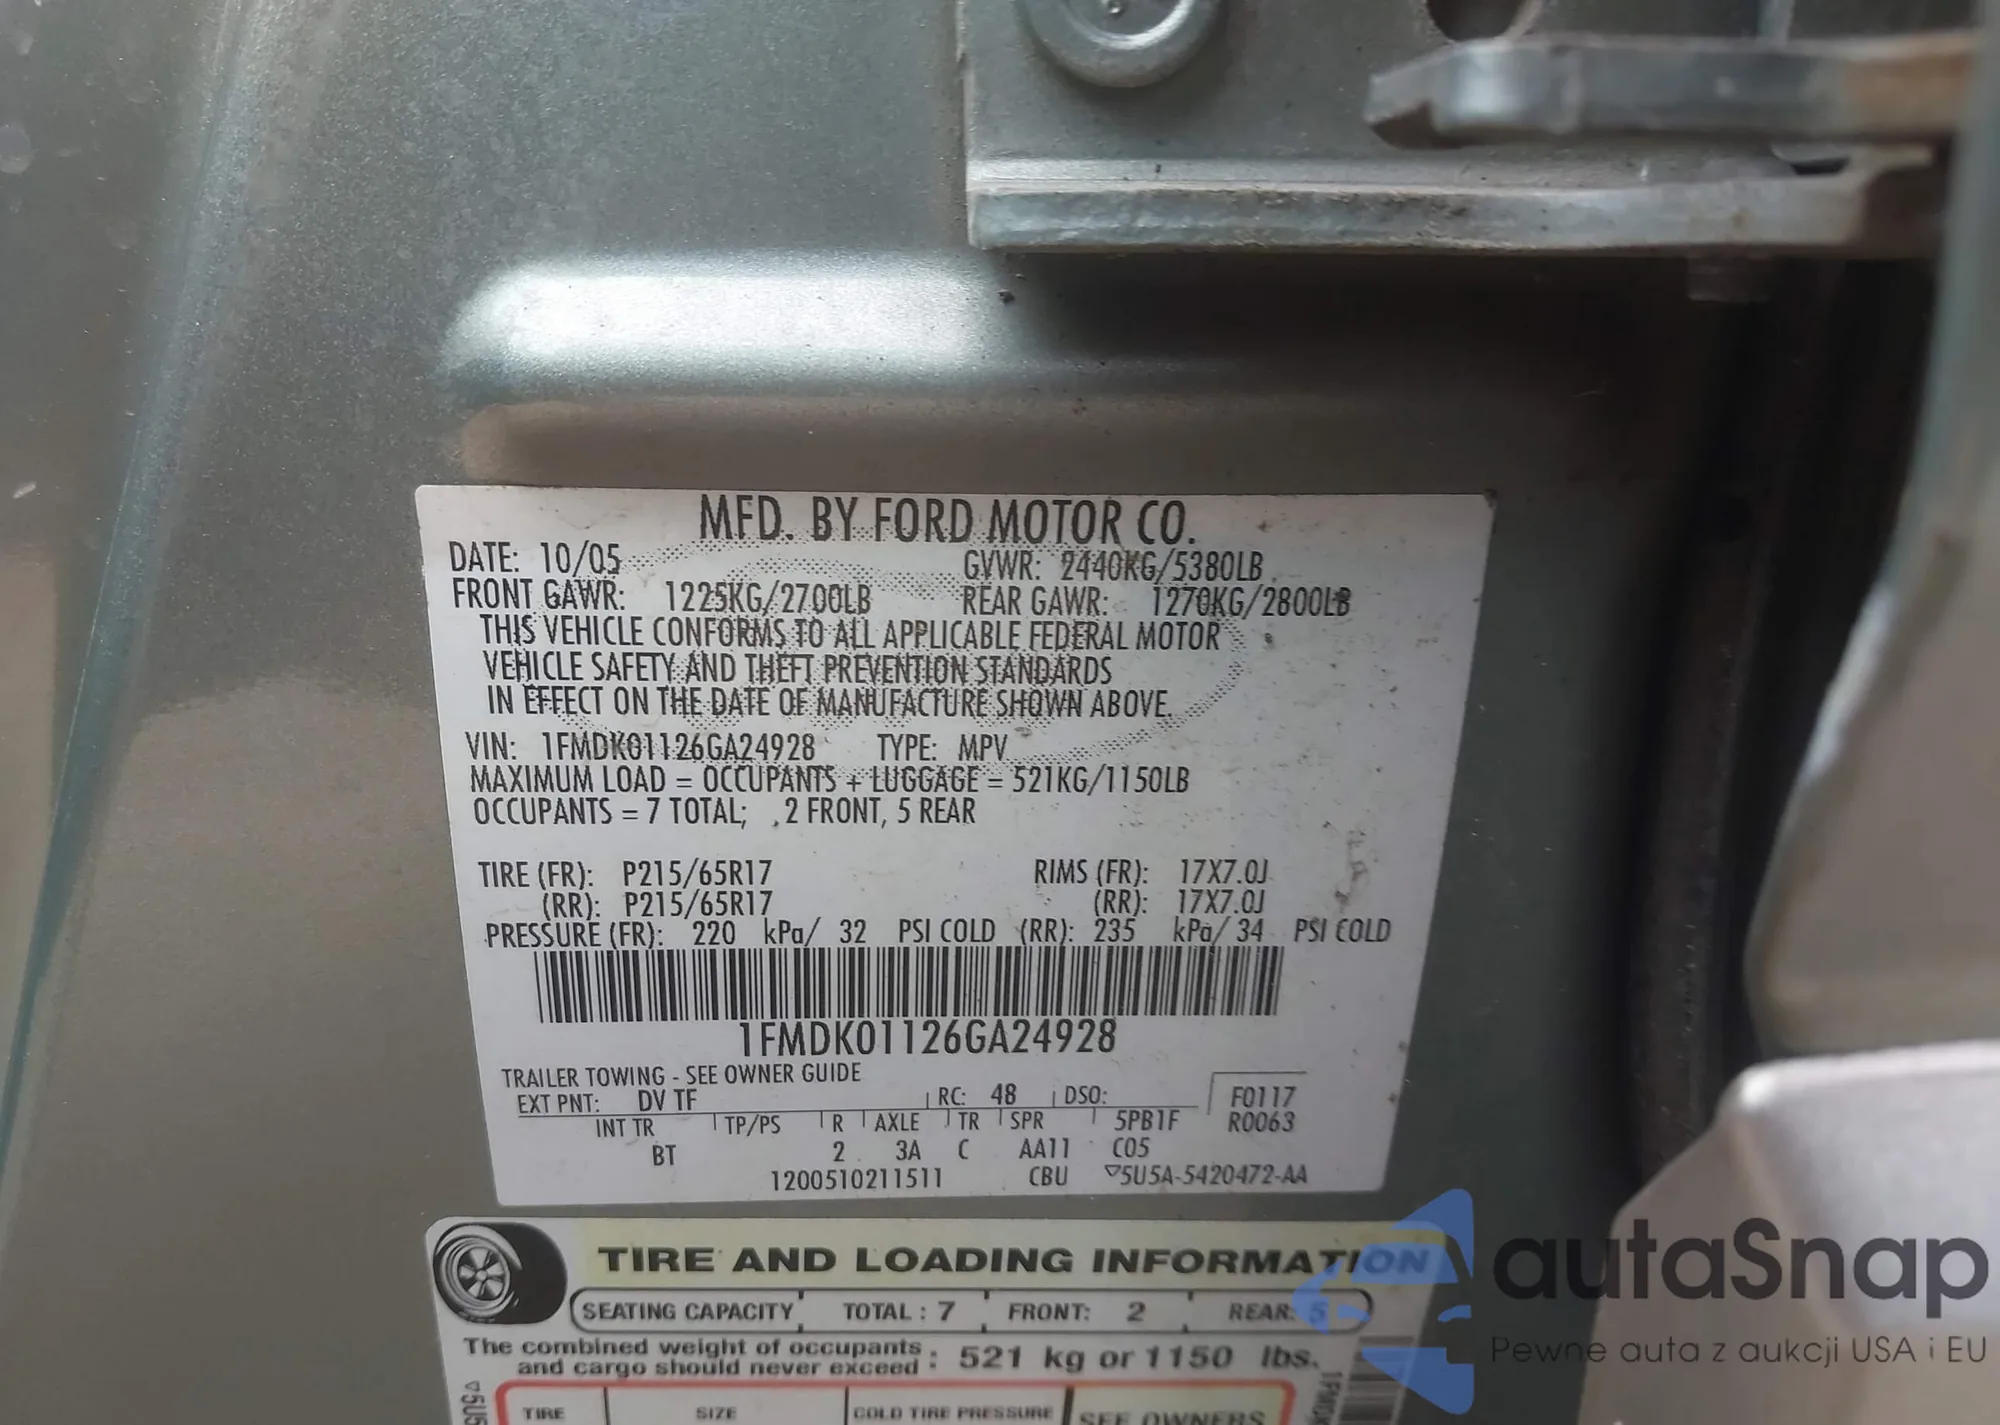 MFD. BY FORD MOTOR CO.
DATE: 10/05 GVWR: 2440KG/5380LB
FRONT GAWR: 1225KG/2700LB REAR GAWR: 1270KG/2800LB
THIS VEHICLE CONFORMS TO ALL APPLICABLE FEDERAL MOTOR
VEHICLE SAFETY AND THEFT PREVENTION STANDARDS
IN EFFECT ON THE DATE OF MANUFACTURE SHOWN ABOVE.
VIN: 1FMDK01126GA24928 TYPE: MPV
MAXIMUM LOAD = OCCUPANTS + LUGGAGE = 521KG/1150LB
OCCUPANTS = 7 TOTAL; 2 FRONT, 5 REAR
TIRE (FR): P215/65R17 RIMS (FR): 17X7.0J
(RR): P215/65R17 (RR): 17X7.0J
PRESSURE (FR): 220 kPa/ 32 PSI COLD (RR): 235 kPa/ 34 PSI COLD
1FMDK01126GA24928
TRAILER TOWING - SEE OWNER GUIDE
EXT PNT: DV TF RC: 48 DSO: F0117
INT TR TP/PS R AXLE TR SPR 5PB1F R0063
BT 2 3A C AA11 C05
1200510211511 CBU ▽5U5A-5420472-AA
TIRE AND LOADING INFORMATION
SEATING CAPACITY TOTAL : 7 FRONT: 2 REAR: 5
The combined weight of occupants
and cargo should never exceed : 521 kg or 1150 lbs.
TIRE SIZE COLD TIRE PRESSURE SEE OWNERS
▽5U5
1FMDK
autaSnap
Pewne auta z aukcji USA i EU